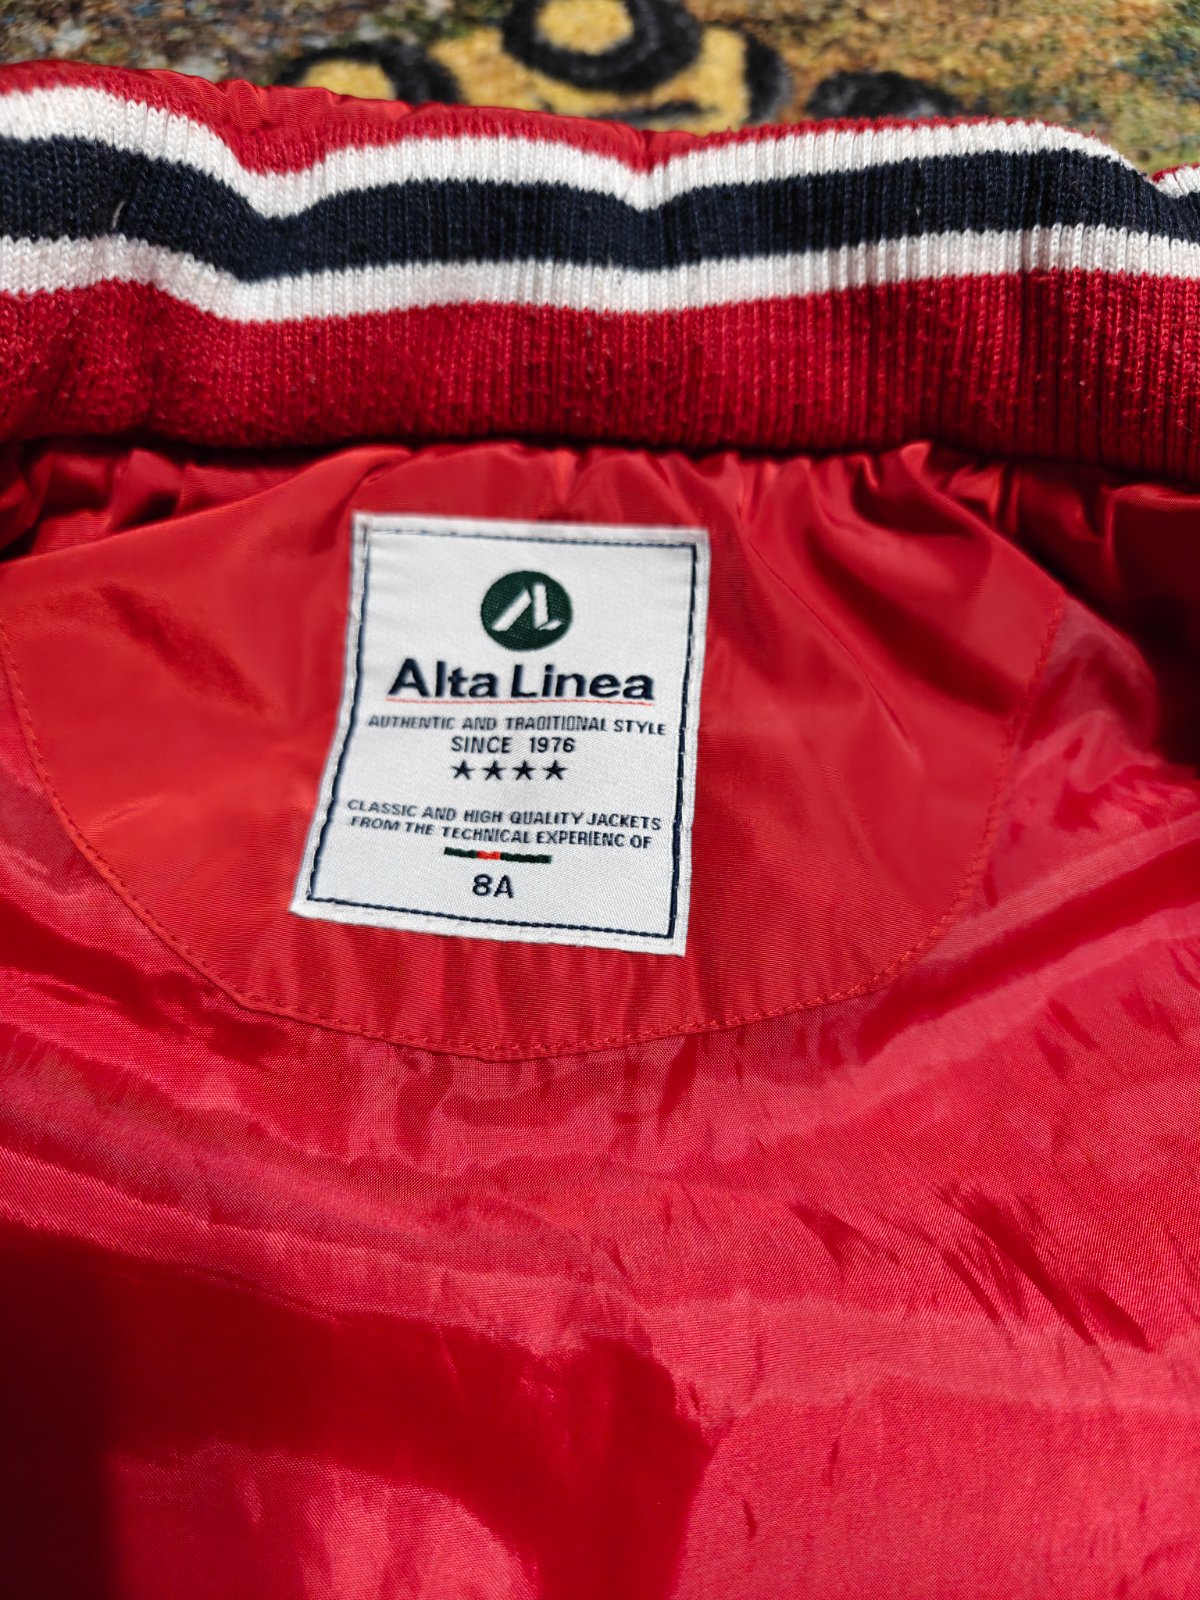 AL
Alta Linea
AUTHENTIC AND TRADITIONAL STYLE
SINCE 1976
★★★★
CLASSIC AND HIGH QUALITY JACKETS
FROM THE TECHNICAL EXPERIENC OF
8A